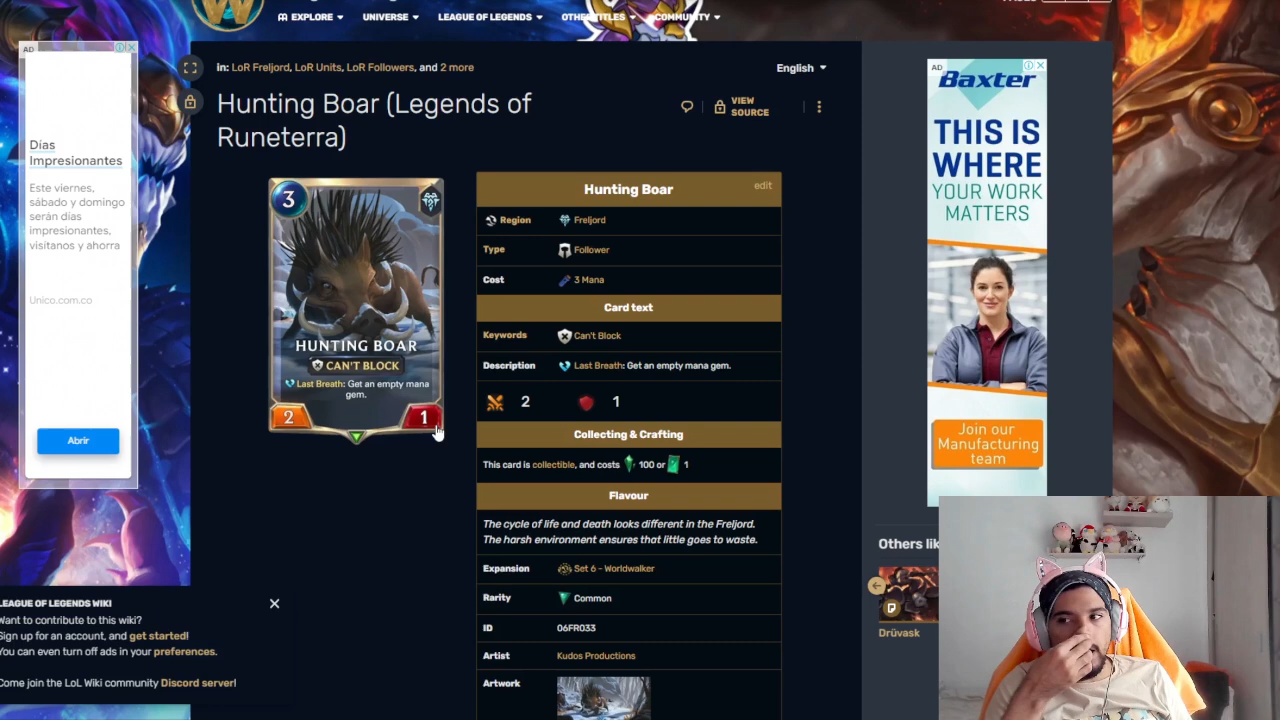 EXPLORE
UNIVERSE
LEAGUE OF LEGENDS
OTHER TITLES
COMMUNITY
AD
Días
Impresionantes
Este viernes,
sábado y domingo
serán días
impresionantes,
visitanos y ahorra
Unico.com.co
Abrir
in: LoR Freljord, LoR Units, LoR Followers, and 2 more
English
Hunting Boar (Legends of
Runeterra)
VIEW
SOURCE
3
HUNTING BOAR
CAN'T BLOCK
Last Breath: Get an empty mana
gem.
2
1
Hunting Boar
edit
Region Freljord
Type Follower
Cost 3 Mana
Card text
Keywords Can't Block
Description Last Breath: Get an empty mana gem.
2 1
Collecting & Crafting
This card is collectible, and costs 100 or 1
Flavour
The cycle of life and death looks different in the Freljord.
The harsh environment ensures that little goes to waste.
Expansion Set 6 - Worldwalker
Rarity Common
ID 06FR033
Artist Kudos Productions
Artwork
AD
Baxter
THIS IS
WHERE
YOUR WORK
MATTERS
Join our
Manufacturing
team
Others lik
Drüvask
LEAGUE OF LEGENDS WIKI
Want to contribute to this wiki?
Sign up for an account, and get started!
You can even turn off ads in your preferences.
Come join the LoL Wiki community Discord server!